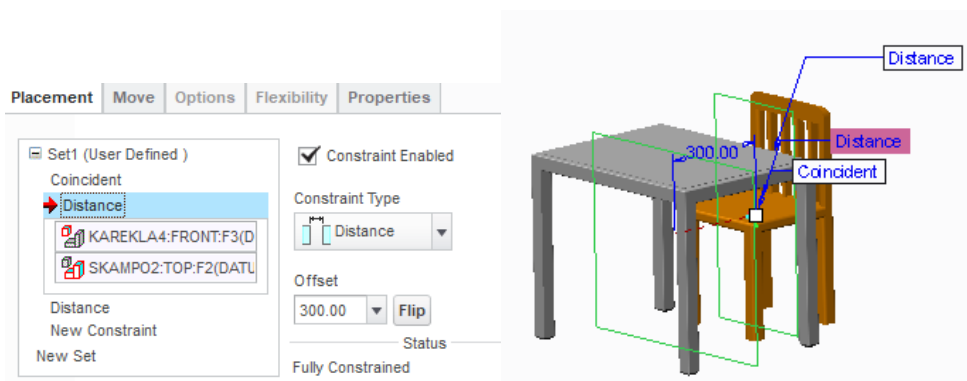 Placement Move Options Flexibility Properties
Set1 (User Defined )
Coincident
Distance
KAREKLA4:FRONT:F3(D
SKAMPO2:TOP:F2(DATU
Distance
New Constraint
New Set
Constraint Enabled
Constraint Type
Distance
Offset
300.00 Flip
Status
Fully Constrained
Distance
300.00
Distance
Coincident